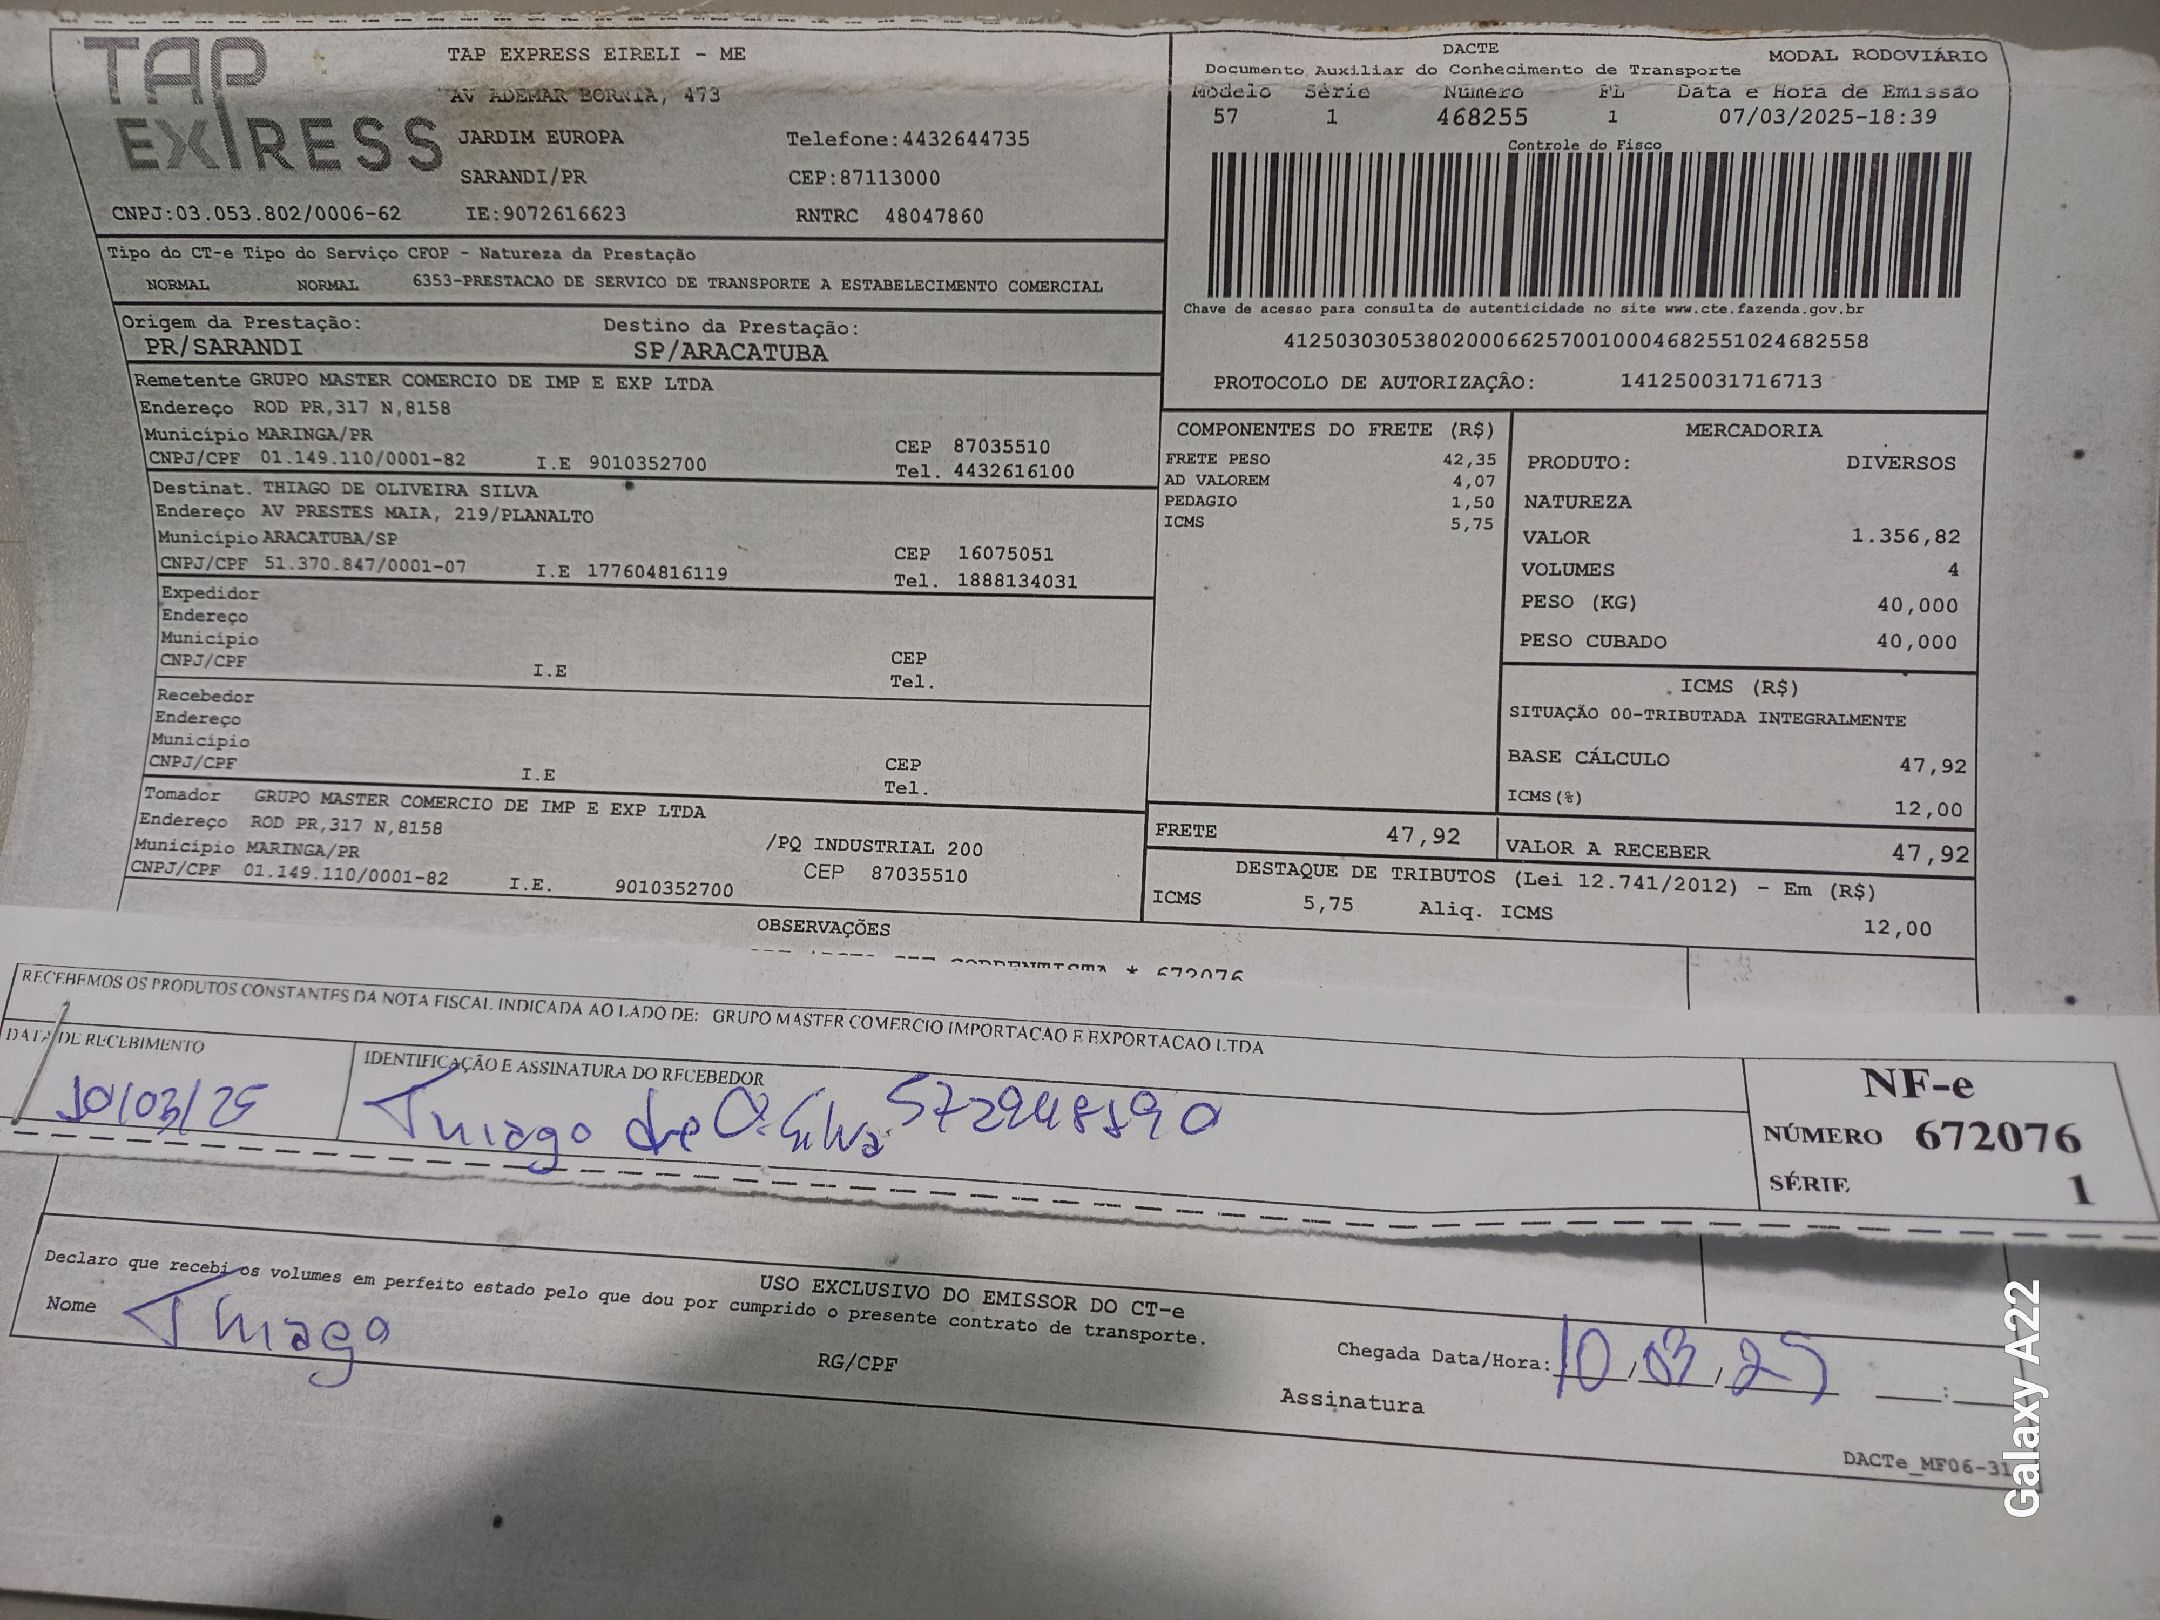 TAP EXPRESS
TAP EXPRESS EIRELI - ME
AV ADEMAR BORNIA, 473
JARDIM EUROPA Telefone:4432644735
SARANDI/PR CEP:87113000
CNPJ:03.053.802/0006-62 IE:9072616623 RNTRC 48047860
DACTE MODAL RODOVIÁRIO
Documento Auxiliar do Conhecimento de Transporte
Modelo Série Número FL Data e Hora de Emissão
57 1 468255 1 07/03/2025-18:39
Controle do Fisco
Chave de acesso para consulta de autenticidade no site www.cte.fazenda.gov.br
41250303053802000662570010004682551024682558
PROTOCOLO DE AUTORIZAÇÃO: 141250031716713
Tipo do CT-e Tipo do Serviço CFOP - Natureza da Prestação
NORMAL NORMAL 6353-PRESTACAO DE SERVICO DE TRANSPORTE A ESTABELECIMENTO COMERCIAL
Origem da Prestação: Destino da Prestação:
PR/SARANDI SP/ARACATUBA
Remetente GRUPO MASTER COMERCIO DE IMP E EXP LTDA
Endereço ROD PR,317 N,8158
Município MARINGA/PR CEP 87035510
CNPJ/CPF 01.149.110/0001-82 I.E 9010352700 Tel. 4432616100
Destinat. THIAGO DE OLIVEIRA SILVA
Endereço AV PRESTES MAIA, 219/PLANALTO
Município ARACATUBA/SP CEP 16075051
CNPJ/CPF 51.370.847/0001-07 I.E 177604816119 Tel. 1888134031
Expedidor
Endereço
Município CEP
CNPJ/CPF I.E Tel.
Recebedor
Endereço
Município CEP
CNPJ/CPF I.E Tel.
Tomador GRUPO MASTER COMERCIO DE IMP E EXP LTDA
Endereço ROD PR,317 N,8158 /PQ INDUSTRIAL 200
Município MARINGA/PR CEP 87035510
CNPJ/CPF 01.149.110/0001-82 I.E. 9010352700
COMPONENTES DO FRETE (R$)
FRETE PESO 42,35
AD VALOREM 4,07
PEDAGIO 1,50
ICMS 5,75
MERCADORIA
PRODUTO: DIVERSOS
NATUREZA
VALOR 1.356,82
VOLUMES 4
PESO (KG) 40,000
PESO CUBADO 40,000
ICMS (R$)
SITUAÇÃO 00-TRIBUTADA INTEGRALMENTE
BASE CÁLCULO 47,92
ICMS(%) 12,00
FRETE 47,92 VALOR A RECEBER 47,92
DESTAQUE DE TRIBUTOS (Lei 12.741/2012) - Em (R$)
ICMS 5,75 Aliq. ICMS 12,00
OBSERVAÇÕES
CORRENTISTA * 672076
RECEBEMOS OS PRODUTOS CONSTANTES DA NOTA FISCAL INDICADA AO LADO DE: GRUPO MASTER COMERCIO IMPORTACAO E EXPORTACAO LTDA
DATA DE RECEBIMENTO IDENTIFICAÇÃO E ASSINATURA DO RECEBEDOR
10/03/25 Thiago de O. Silva
NF-e
NÚMERO 672076
SÉRIE 1
USO EXCLUSIVO DO EMISSOR DO CT-e
Declaro que recebi os volumes em perfeito estado pelo que dou por cumprido o presente contrato de transporte.
Nome Thiago RG/CPF Chegada Data/Hora: 10/03/25 :
Assinatura
DACTe_MF06-31
Galaxy A22